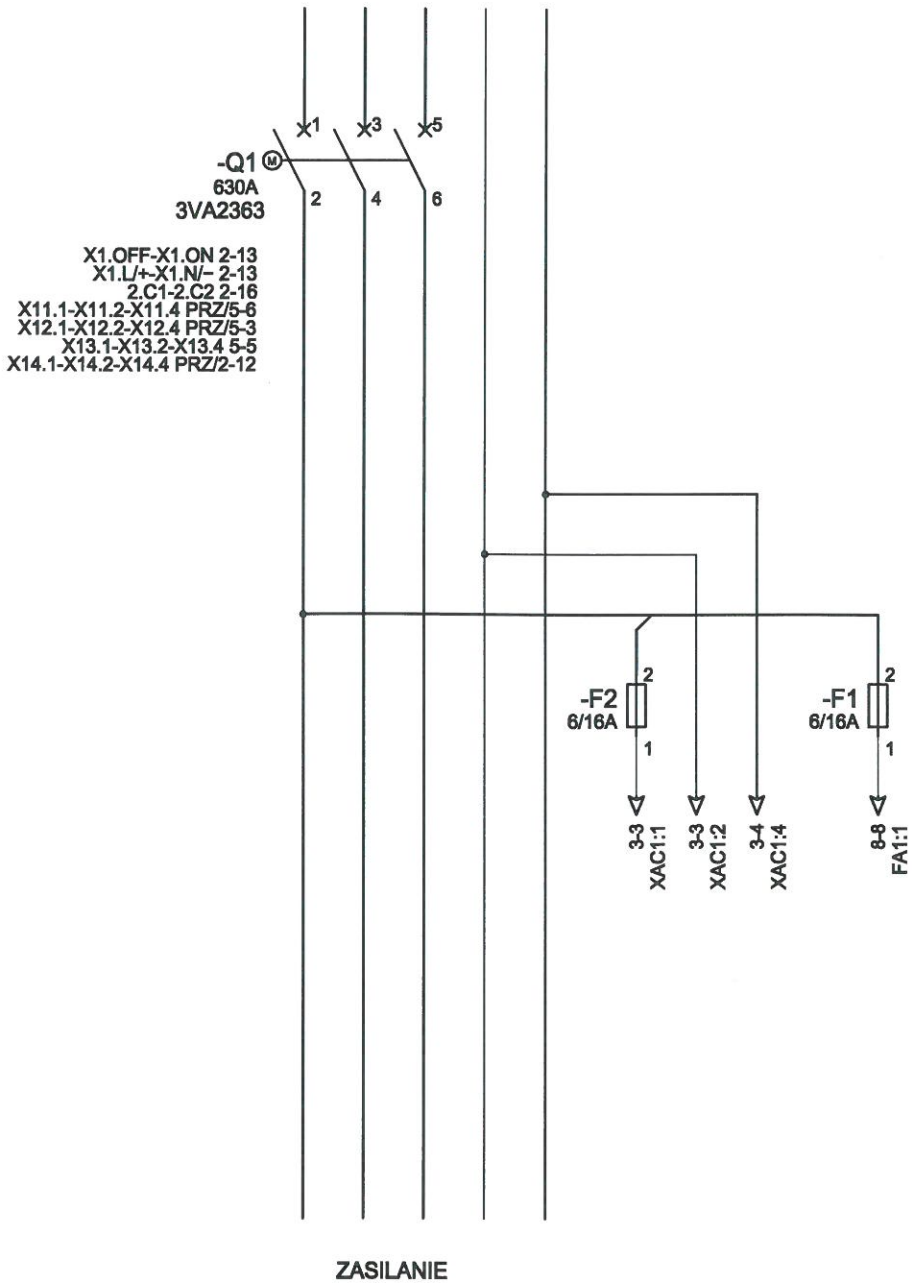 1
3
5
-Q1 M
630A
3VA2363
2
4
6
X1.OFF-X1.ON 2-13
X1.L/+-X1.N/- 2-13
2.C1-2.C2 2-16
X11.1-X11.2-X11.4 PRZ/5-6
X12.1-X12.2-X12.4 PRZ/5-3
X13.1-X13.2-X13.4 5-5
X14.1-X14.2-X14.4 PRZ/2-12
2
-F2
6/16A
1
2
-F1
6/16A
1
3-3
XAC1:1
3-3
XAC1:2
3-4
XAC1:4
8-8
FA1:1
ZASILANIE